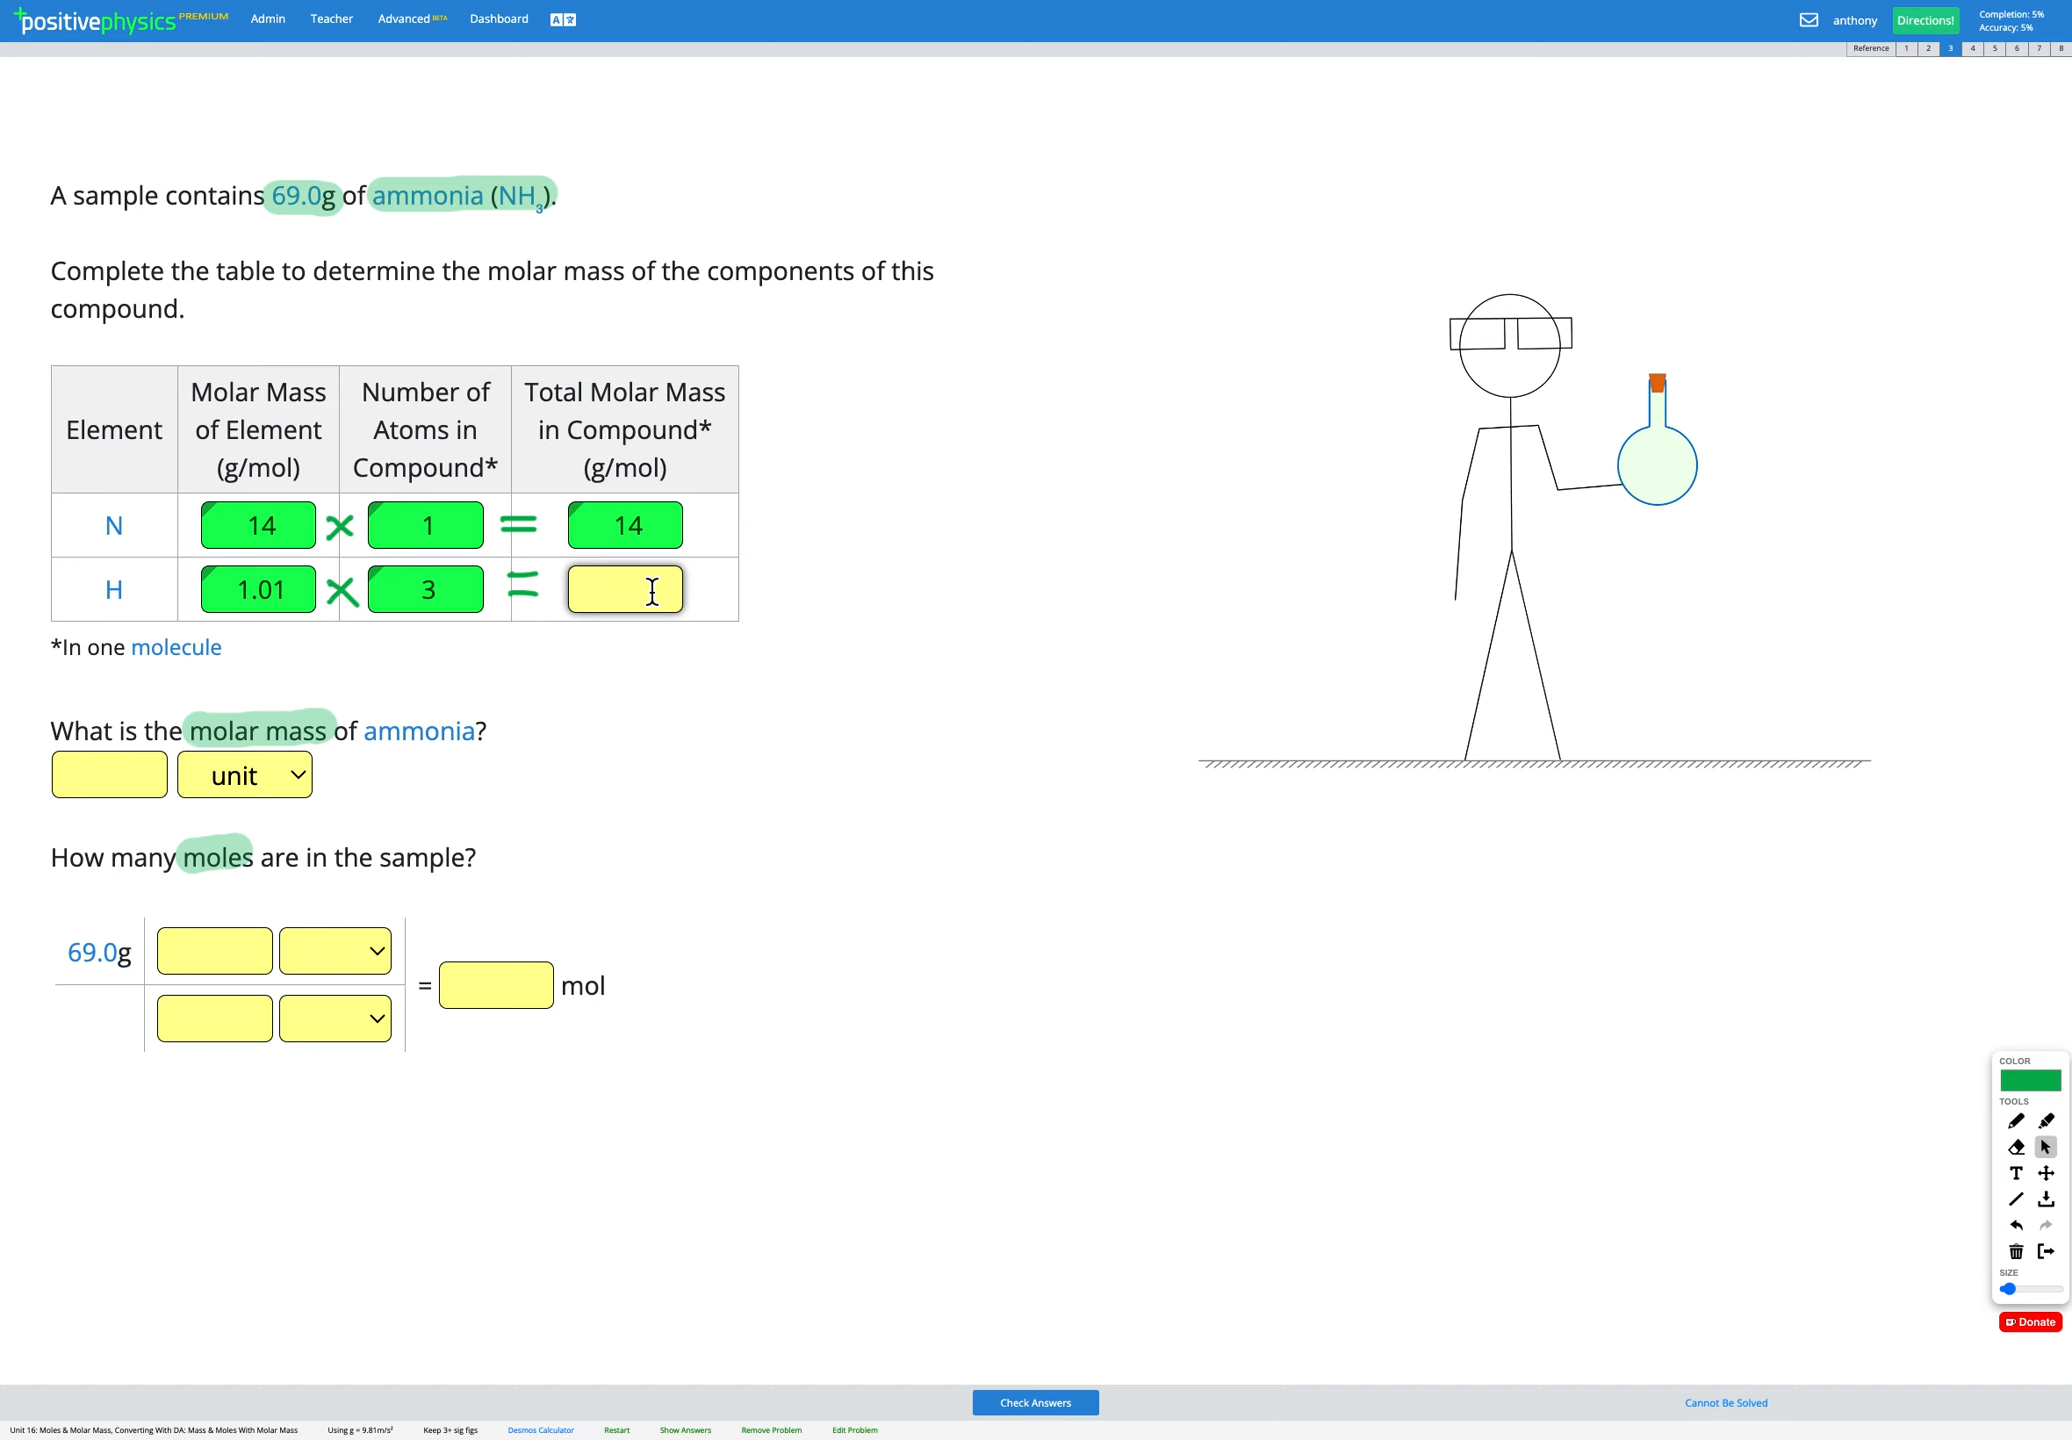 +positivephysics PREMIUM Admin Teacher Advanced BETA Dashboard A anthony Directions! Completion: 5%
Accuracy: 5%
Reference 1 2 3 4 5 6 7 8
A sample contains 69.0g of ammonia (NH₃).
Complete the table to determine the molar mass of the components of this
compound.
Element
Molar Mass
of Element
(g/mol)
Number of
Atoms in
Compound*
Total Molar Mass
in Compound*
(g/mol)
N 14 × 1 = 14
H 1.01 × 3 =
*In one molecule
What is the molar mass of ammonia?
unit
How many moles are in the sample?
69.0g
= mol
COLOR
TOOLS
T
SIZE
Donate
Check Answers
Cannot Be Solved
Unit 16: Moles & Molar Mass, Converting With DA: Mass & Moles With Molar Mass Using g = 9.81m/s² Keep 3+ sig figs Desmos Calculator Restart Show Answers Remove Problem Edit Problem